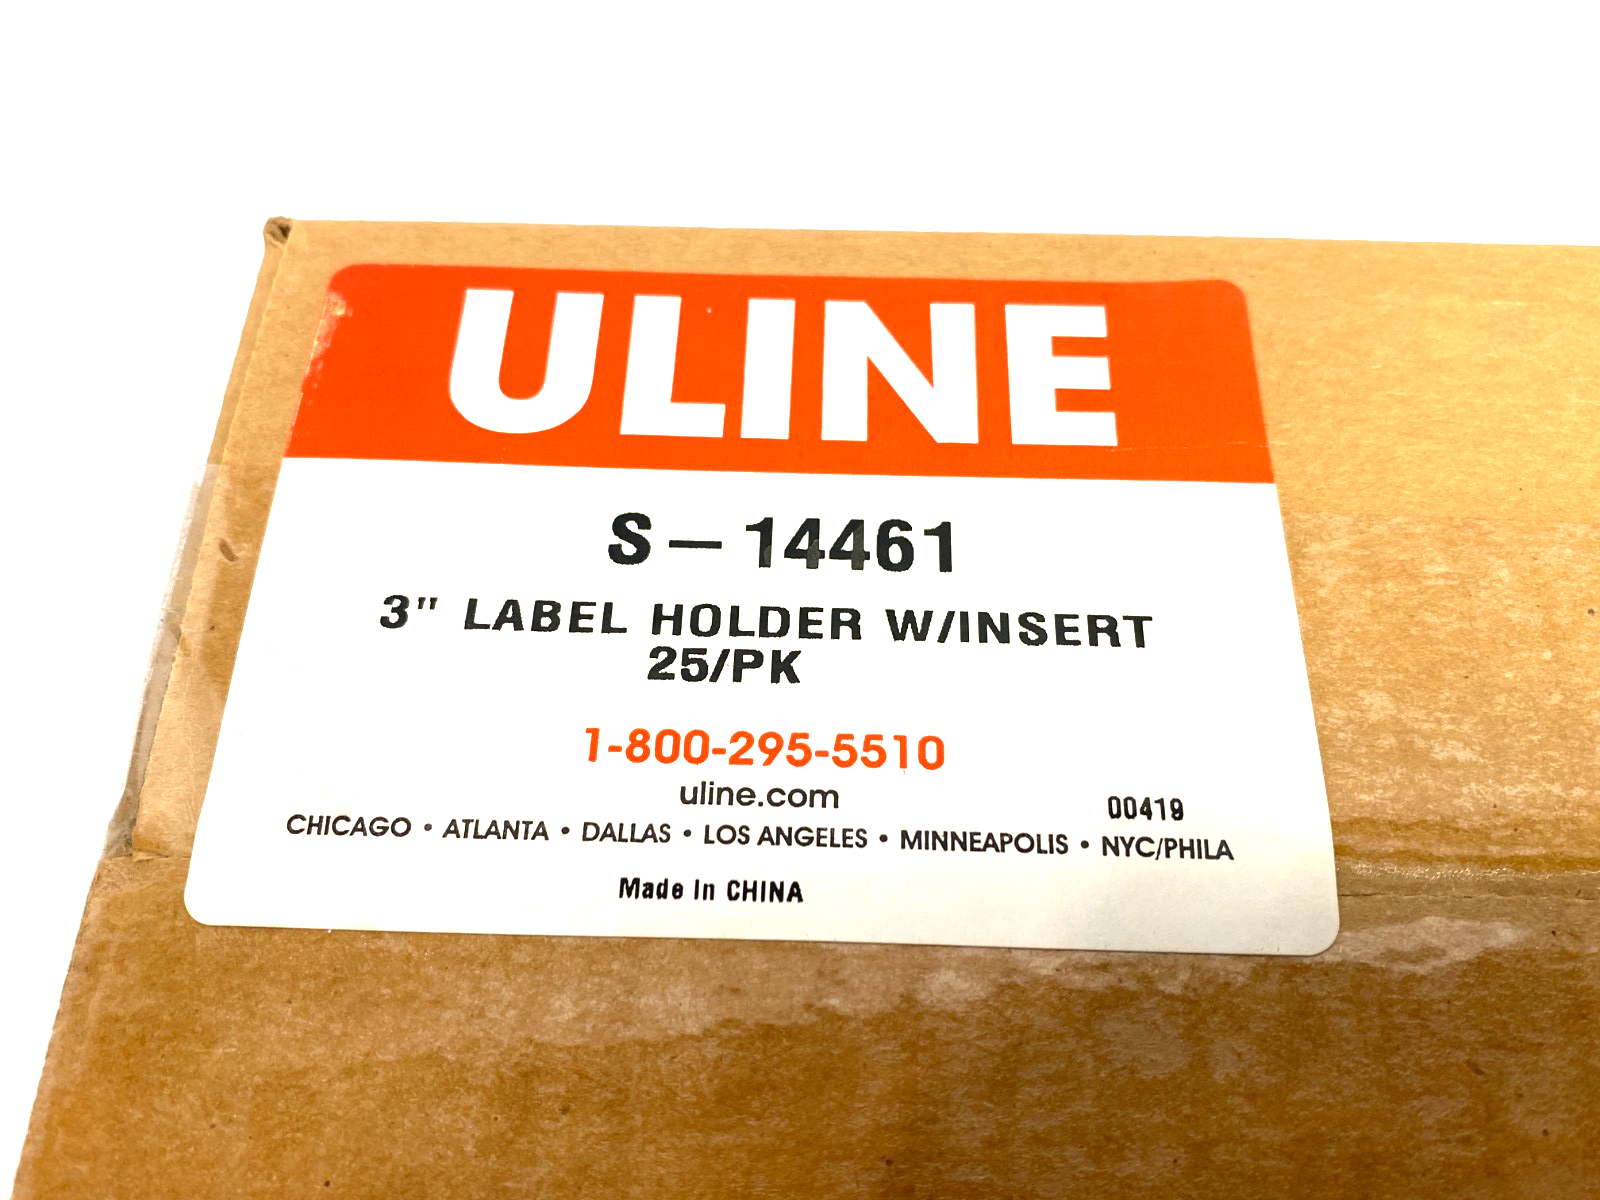 ULINE
S-14461
3" LABEL HOLDER W/INSERT
25/PK
1-800-295-5510
uline.com
00419
CHICAGO • ATLANTA • DALLAS • LOS ANGELES • MINNEAPOLIS • NYC/PHILA
Made In CHINA